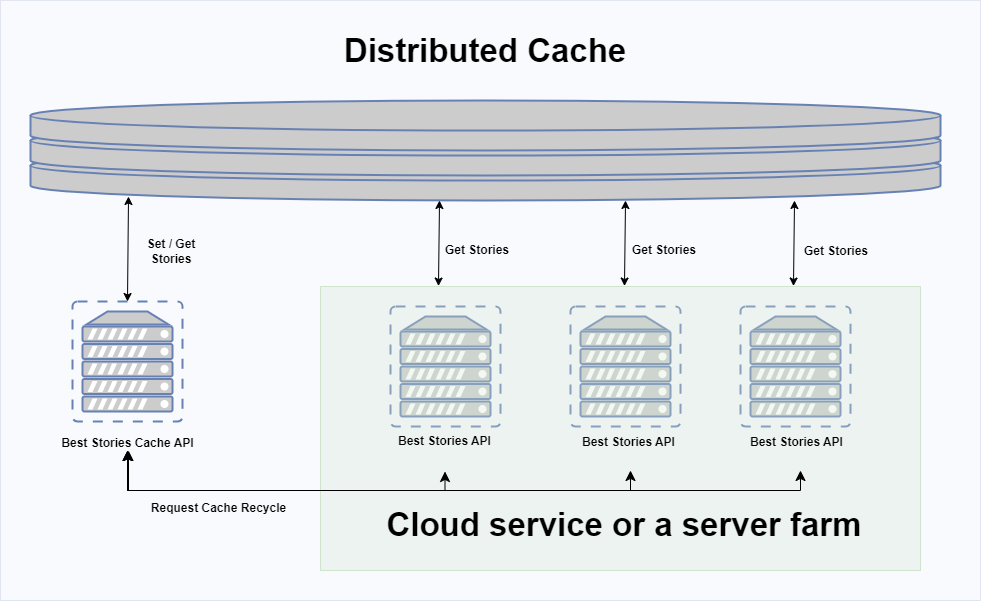 Distributed Cache
Set / Get
Stories
Get Stories
Get Stories
Get Stories
Best Stories Cache API
Best Stories API
Best Stories API
Best Stories API
Request Cache Recycle
Cloud service or a server farm